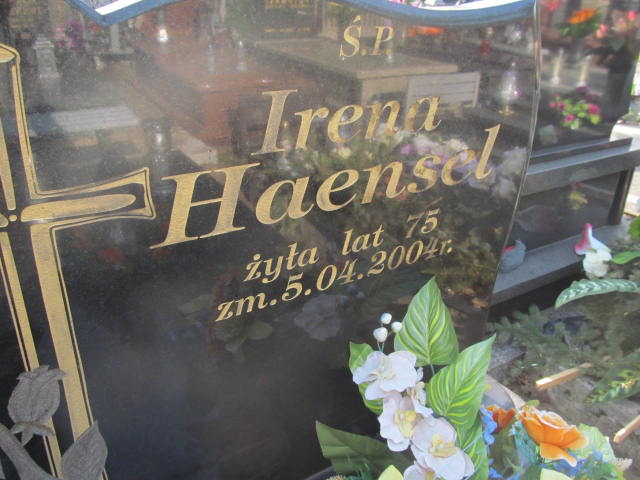 Ś.P.
Irena
Haensel
żyła lat 75
zm.5.04.2004r.